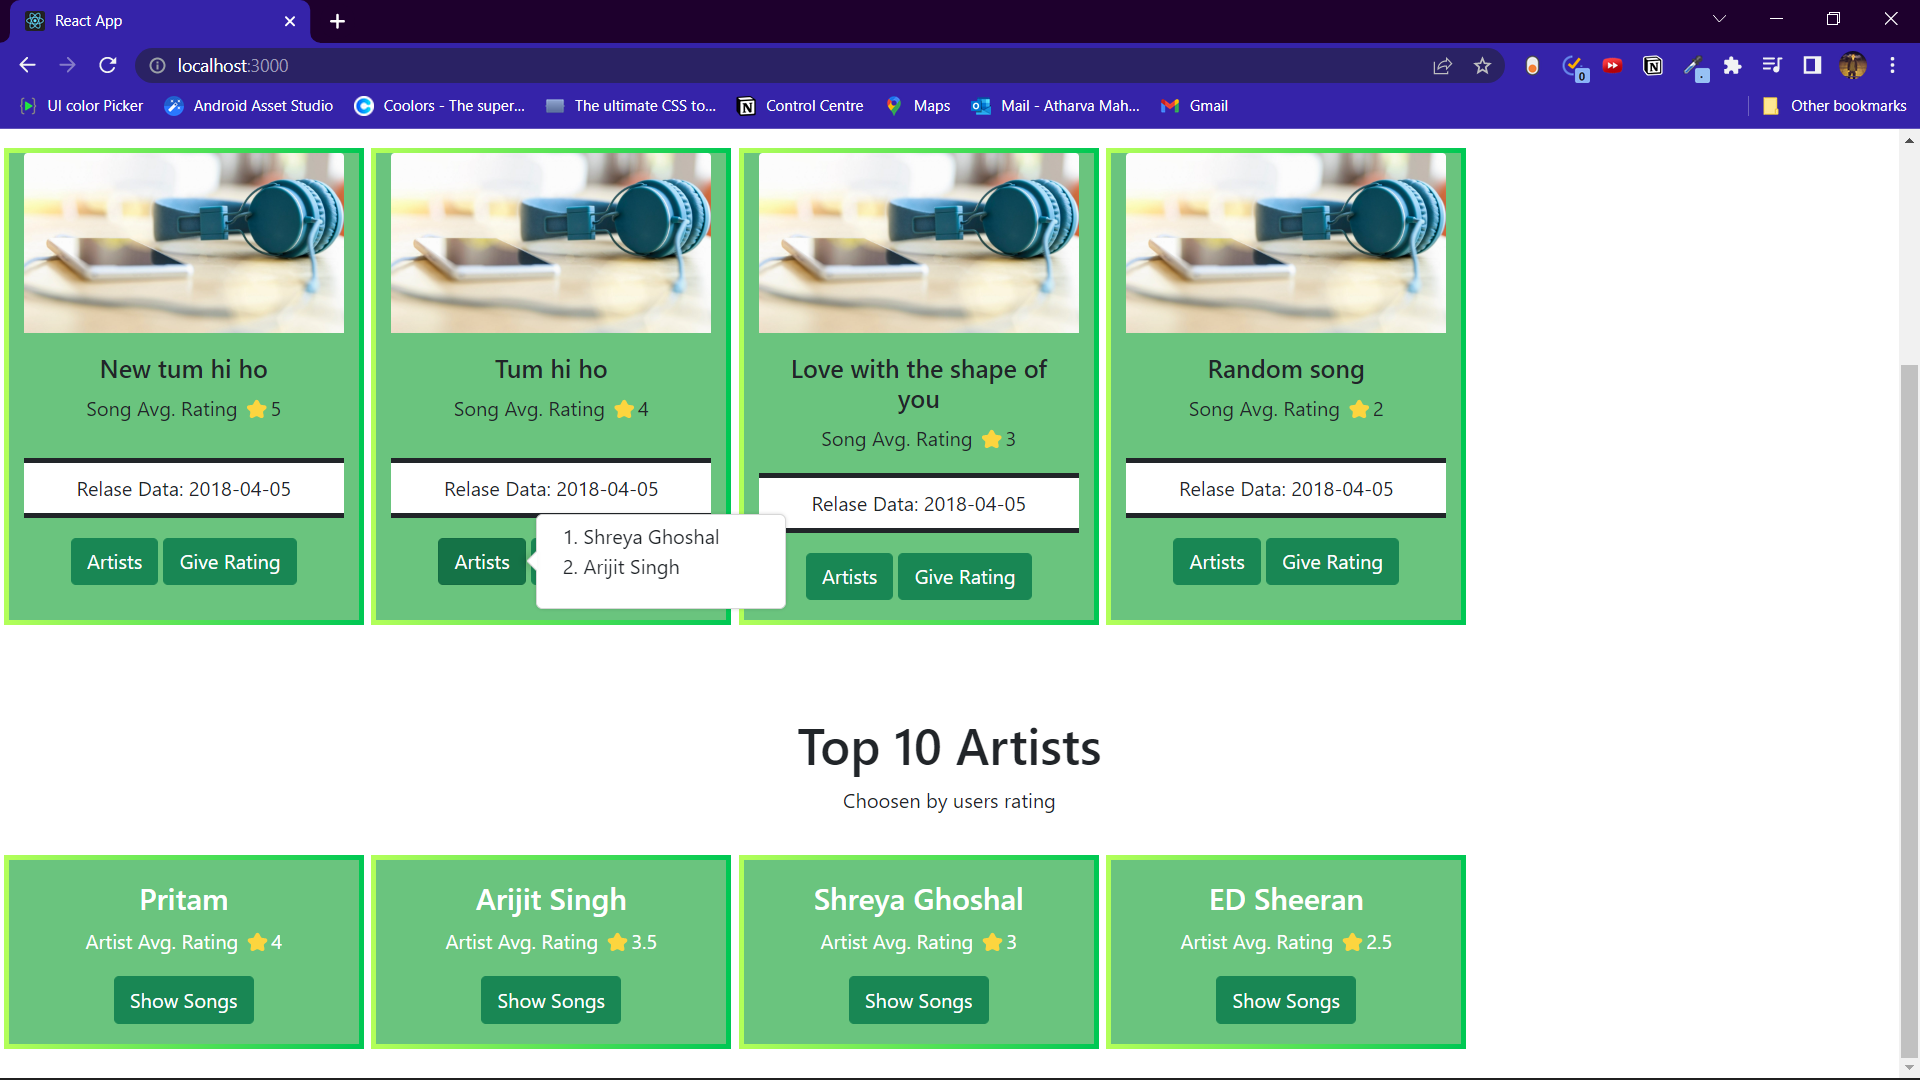 React App
localhost:3000
0
UI color Picker
Android Asset Studio
Coolors - The super...
The ultimate CSS to...
Control Centre
Maps
Mail - Atharva Mah...
Gmail
Other bookmarks
New tum hi ho
Song Avg. Rating ⭐5
Relase Data: 2018-04-05
Artists
Give Rating
Tum hi ho
Song Avg. Rating ⭐4
Relase Data: 2018-04-05
Artists
1. Shreya Ghoshal
2. Arijit Singh
Love with the shape of
you
Song Avg. Rating ⭐3
Relase Data: 2018-04-05
Artists
Give Rating
Random song
Song Avg. Rating ⭐2
Relase Data: 2018-04-05
Artists
Give Rating
Top 10 Artists
Choosen by users rating
Pritam
Artist Avg. Rating ⭐4
Show Songs
Arijit Singh
Artist Avg. Rating ⭐3.5
Show Songs
Shreya Ghoshal
Artist Avg. Rating ⭐3
Show Songs
ED Sheeran
Artist Avg. Rating ⭐2.5
Show Songs